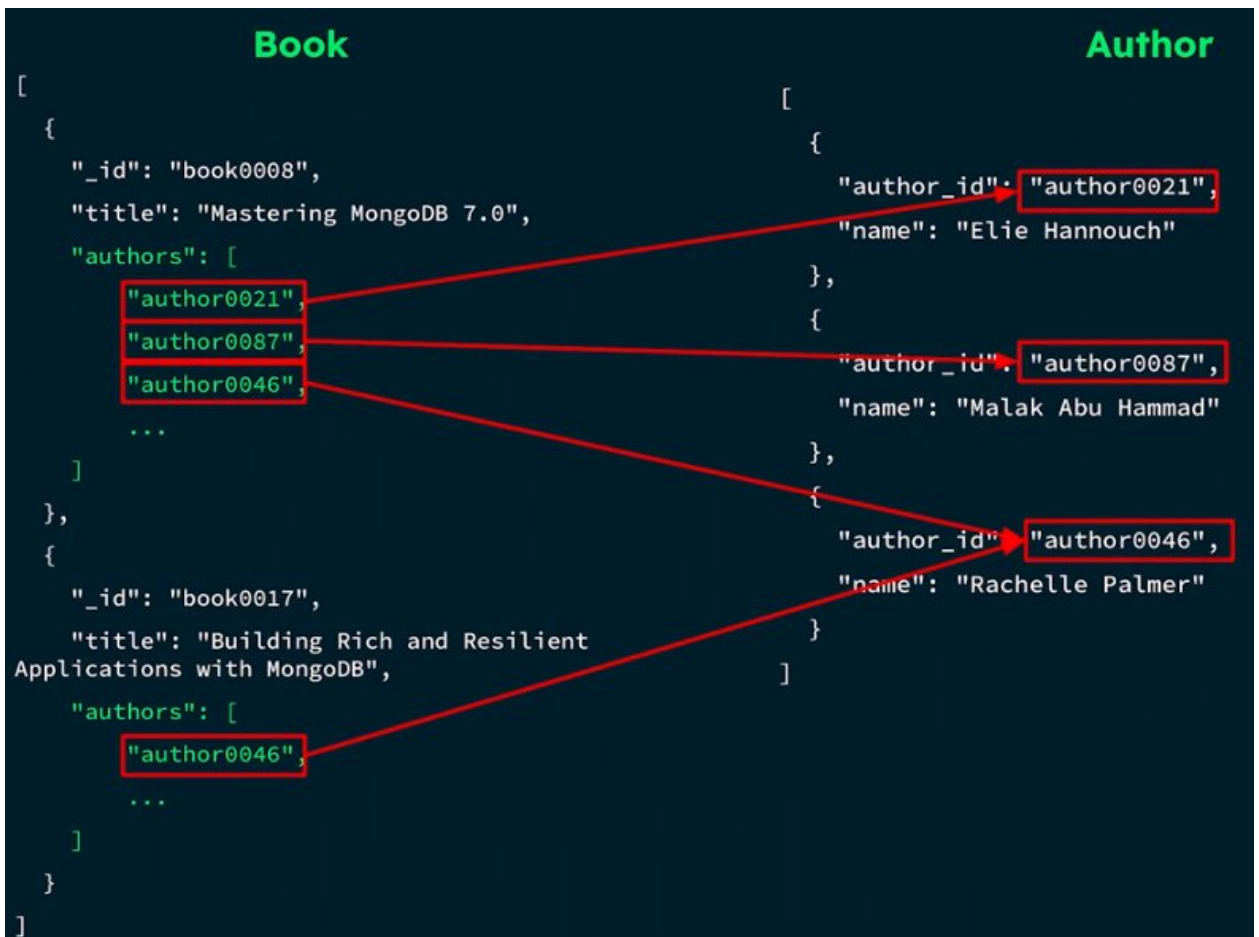 Book
[
{
"_id": "book0008",
"title": "Mastering MongoDB 7.0",
"authors": [
"author0021",
"author0087",
"author0046",
...
]
},
{
"_id": "book0017",
"title": "Building Rich and Resilient
Applications with MongoDB",
"authors": [
"author0046",
...
]
}
]
Author
[
{
"author_id": "author0021",
"name": "Elie Hannouch"
},
{
"author_id": "author0087",
"name": "Malak Abu Hammad"
},
{
"author_id": "author0046",
"name": "Rachelle Palmer"
}
]